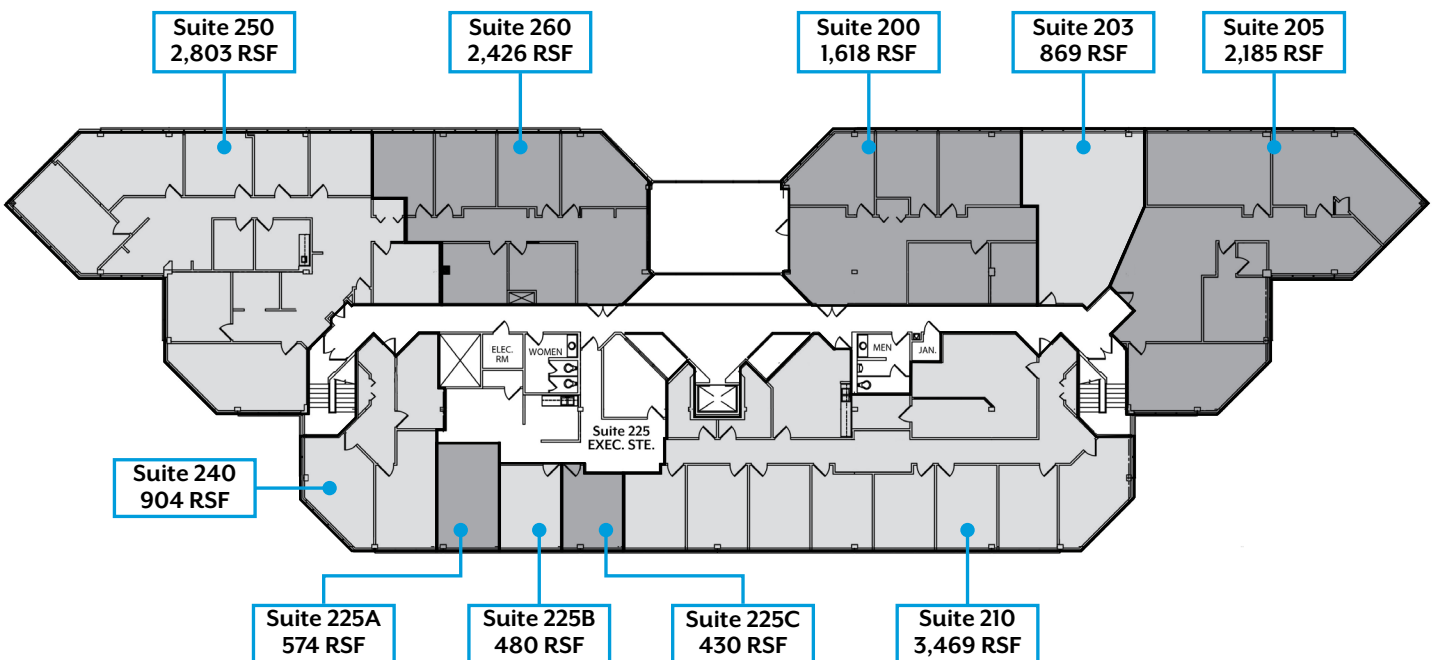 Suite 250
2,803 RSF
Suite 260
2,426 RSF
Suite 200
1,618 RSF
Suite 203
869 RSF
Suite 205
2,185 RSF
ELEC.
RM
WOMEN
MEN
JAN.
Suite 225
EXEC. STE.
Suite 240
904 RSF
Suite 225A
574 RSF
Suite 225B
480 RSF
Suite 225C
430 RSF
Suite 210
3,469 RSF